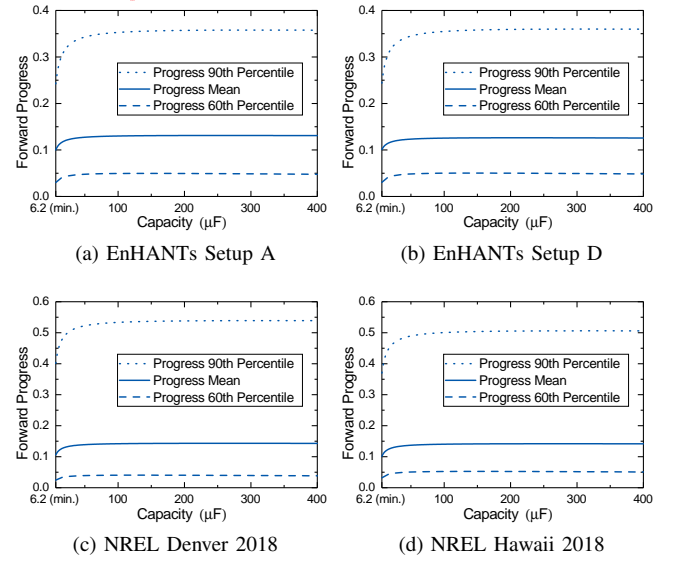 0.4
0.3
0.2
0.1
0.0
Forward Progress
Progress 90th Percentile
Progress Mean
Progress 60th Percentile
6.2 (min.) 100 200 300 400
Capacity (μF)
(a) EnHANTs Setup A
0.4
0.3
0.2
0.1
0.0
Forward Progress
Progress 90th Percentile
Progress Mean
Progress 60th Percentile
6.2 (min.) 100 200 300 400
Capacity (μF)
(b) EnHANTs Setup D
0.6
0.5
0.4
0.3
0.2
0.1
0.0
Forward Progress
Progress 90th Percentile
Progress Mean
Progress 60th Percentile
6.2 (min.) 100 200 300 400
Capacity (μF)
(c) NREL Denver 2018
0.6
0.5
0.4
0.3
0.2
0.1
0.0
Forward Progress
Progress 90th Percentile
Progress Mean
Progress 60th Percentile
6.2 (min.) 100 200 300 400
Capacity (μF)
(d) NREL Hawaii 2018